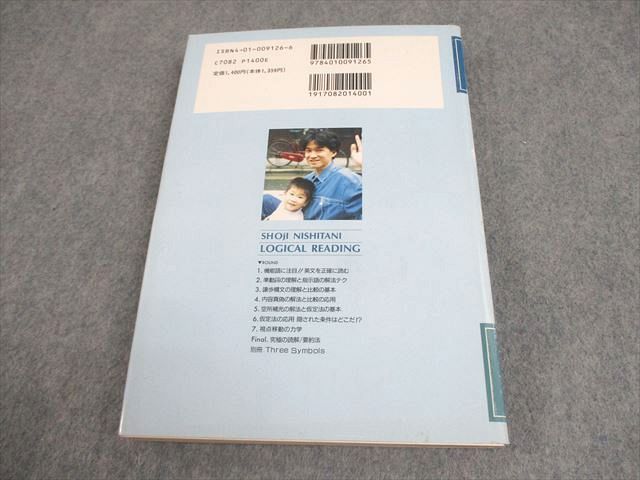 ISBN4-01-009126-6
C7082 P1400E
定価1,400円(本体1,359円)
9784010091265
1917082014001
SHOJI NISHITANI
LOGICAL READING
▼ROUND
1. 機能語に注目!! 英文を正確に読む
2. 準動詞の理解と指示語の解法テク
3. 譲歩構文の理解と比較の基本
4. 内容真偽の解法と比較の応用
5. 空所補充の解法と仮定法の基本
6. 仮定法の応用 隠された条件はどこだ!?
7. 視点移動の力学
Final. 究極の読解/要約法
別冊 Three Symbols